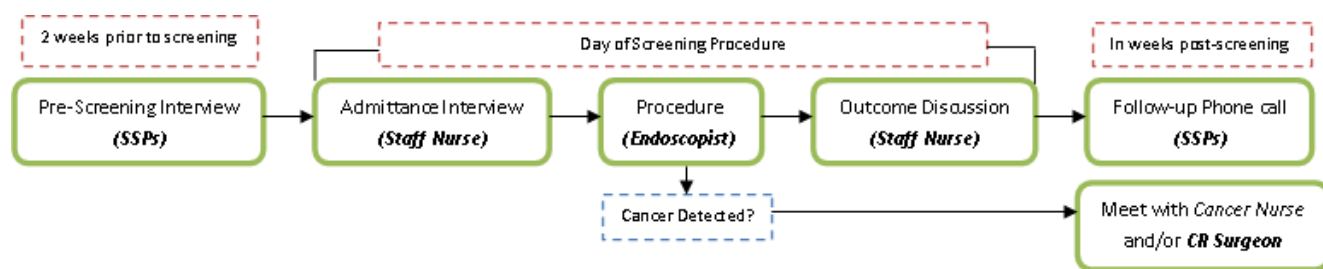 2 weeks prior to screening
Day of Screening Procedure
In weeks post-screening
Pre-Screening Interview
(SSPs)
Admittance Interview
(Staff Nurse)
Procedure
(Endoscopist)
Outcome Discussion
(Staff Nurse)
Follow-up Phone call
(SSPs)
Cancer Detected?
Meet with Cancer Nurse
and/or CR Surgeon